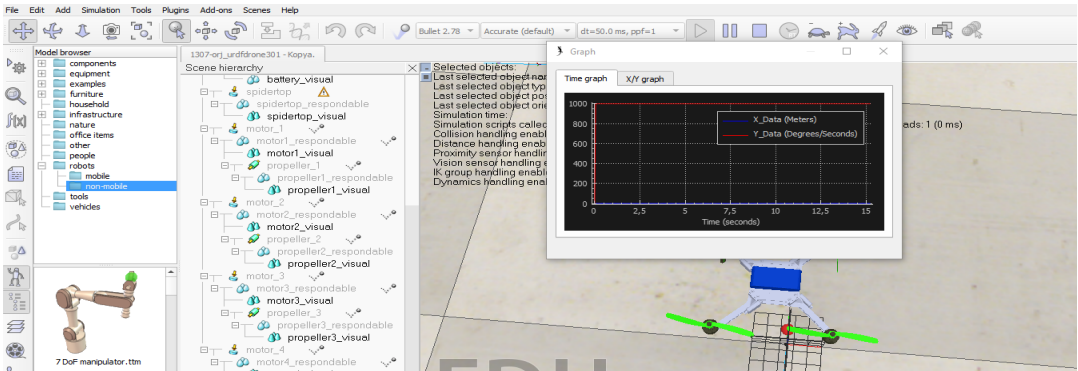 File Edit Add Simulation Tools Plugins Add-ons Scenes Help
Bullet 2.78 Accurate (default) dt=50.0 ms, ppf=1
Model browser
components
equipment
examples
furniture
household
infrastructure
nature
office items
other
people
robots
mobile
non-mobile
tools
vehicles
7 DoF manipulator.ttm
1307-orj_urdfdrone301 - Kopya.
Scene hierarchy
battery_visual
spidertop
spidertop_respondable
spidertop_visual
motor_1
motor1_respondable
motor1_visual
propeller_1
propeller1_respondable
propeller1_visual
motor_2
motor2_respondable
motor2_visual
propeller_2
propeller2_respondable
propeller2_visual
motor_3
motor3_respondable
motor3_visual
propeller_3
propeller3_respondable
propeller3_visual
motor_4
motor4_respondable
Selected objects:
Last selected object nam
Last selected object typ
Last selected object pos
Last selected object orie
Simulation time:
Simulation scripts called
Collision handling enabl
Distance handling enab
Proximity sensor handlin
Vision sensor handling e
IK group handling enabl
Dynamics handling enal
ads: 1 (0 ms)
Graph
Time graph X/Y graph
1000
800
600
400
200
0
X_Data (Meters)
Y_Data (Degrees/Seconds)
0 2,5 5 7,5 10 12,5 15
Time (seconds)
EDU
f(x)